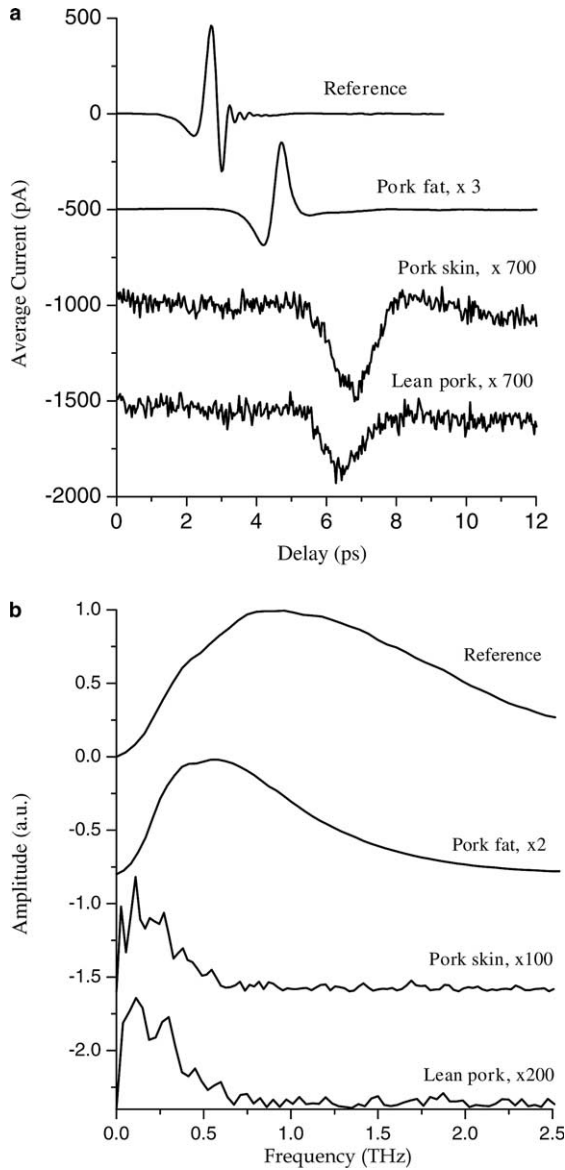 a
500
Reference
0
Pork fat, x 3
-500
Pork skin, x 700
-1000
Lean pork, x 700
-1500
-2000
0 2 4 6 8 10 12
Delay (ps)
Average Current (pA)
b
1.0
Reference
0.5
0.0
Pork fat, x2
-0.5
-1.0
Pork skin, x100
-1.5
-2.0
Lean pork, x200
0.0 0.5 1.0 1.5 2.0 2.5
Frequency (THz)
Amplitude (a.u.)